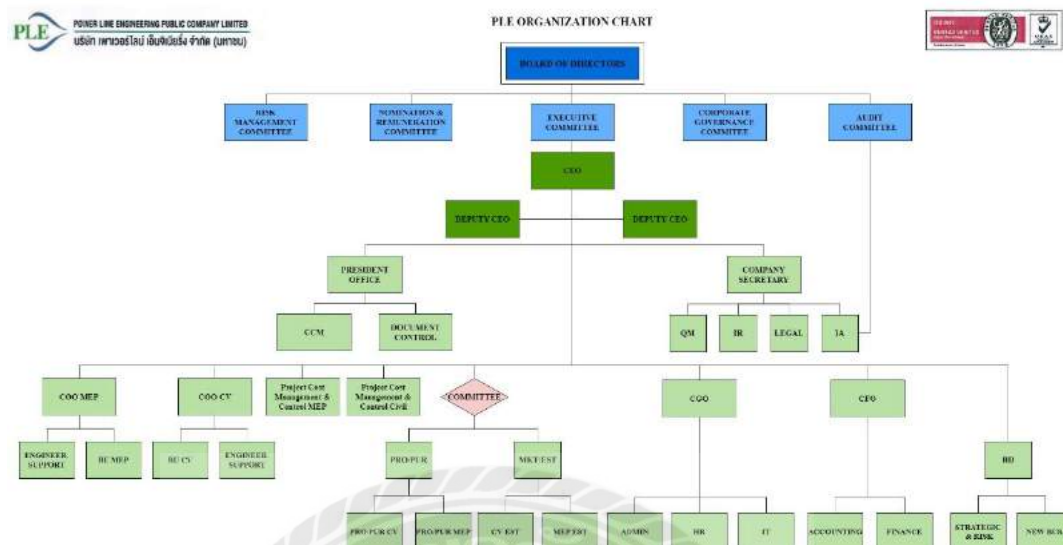 PLE
POWER LINE ENGINEERING PUBLIC COMPANY LIMITED
บริษัท เพาเวอร์ไลน์ เอ็นจิเนียริ่ง จำกัด (มหาชน)
PLE ORGANIZATION CHART
BOARD OF DIRECTORS
RISK
MANAGEMENT
COMMITTEE
NOMINATION &
REMUNERATION
COMMITTEE
EXECUTIVE
COMMITTEE
CORPORATE
GOVERNANCE
COMMITEE
AUDIT
COMMITTEE
CEO
DEPUTY CEO
DEPUTY CEO
PRESIDENT
OFFICE
COMPANY
SECRETARY
CCM
DOCUMENT
CONTROL
QM
IR
LEGAL
IA
COO MEP
COO CV
Project Cost
Management &
Control MEP
Project Cost
Management &
Control Civil
COMMITTEE
CGO
CFO
ENGINEER
SUPPORT
BU MEP
BU CV
ENGINEER
SUPPORT
PRO/PUR
MKT/EST
BD
PRO/PUR CV
PRO/PUR MEP
CV EST
MEP EST
ADMIN
HR
IT
ACCOUNTING
FINANCE
STRATEGIC
& RISK
NEW BUS